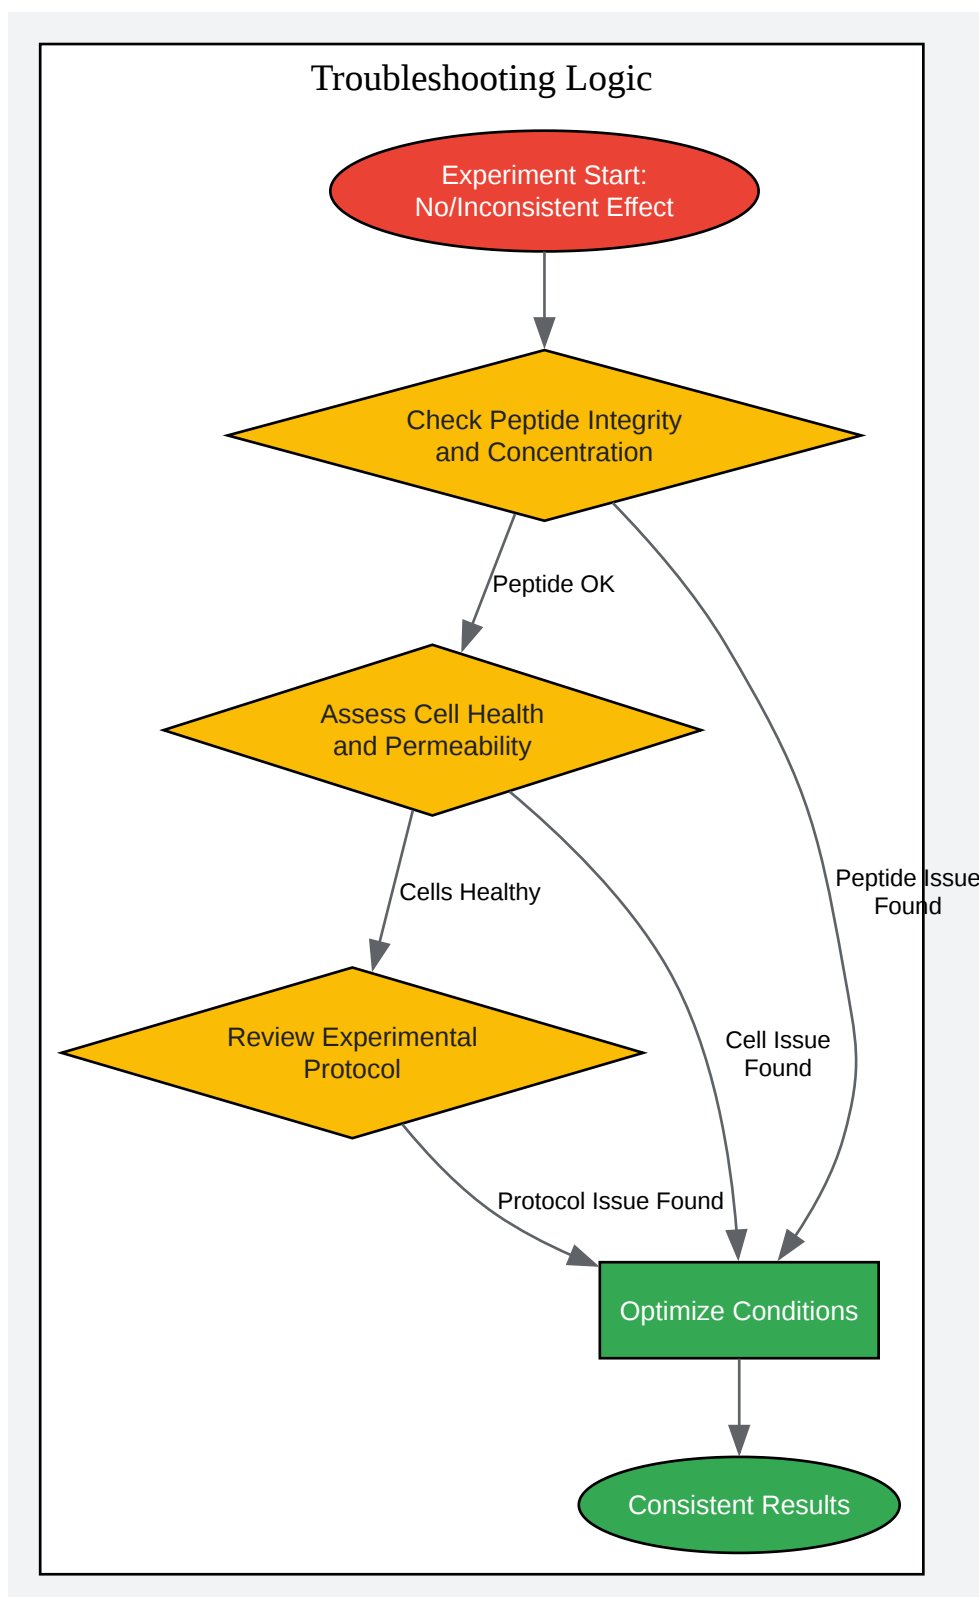 Troubleshooting Logic
Experiment Start:
No/Inconsistent Effect
Check Peptide Integrity
and Concentration
Peptide OK
Assess Cell Health
and Permeability
Peptide Issue
Found
Cells Healthy
Review Experimental
Protocol
Cell Issue
Found
Protocol Issue Found
Optimize Conditions
Consistent Results